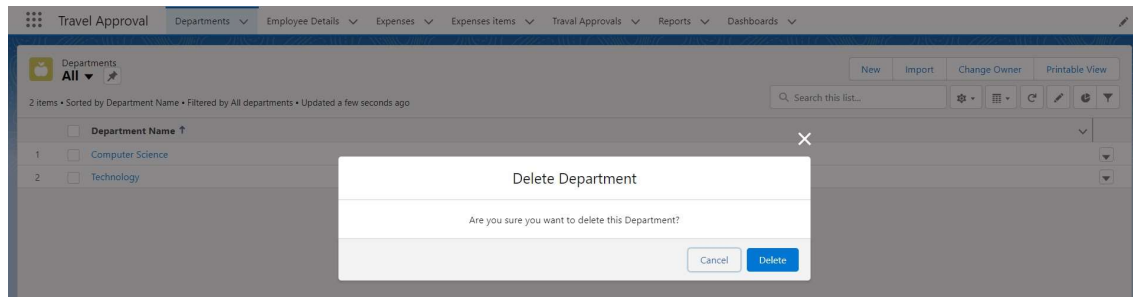 Travel Approval Departments Employee Details Expenses Expenses items Traval Approvals Reports Dashboards
Departments
All
New Import Change Owner Printable View
2 items • Sorted by Department Name • Filtered by All departments • Updated a few seconds ago
Search this list...
Department Name ↑
1 Computer Science
2 Technology
Delete Department
Are you sure you want to delete this Department?
Cancel Delete